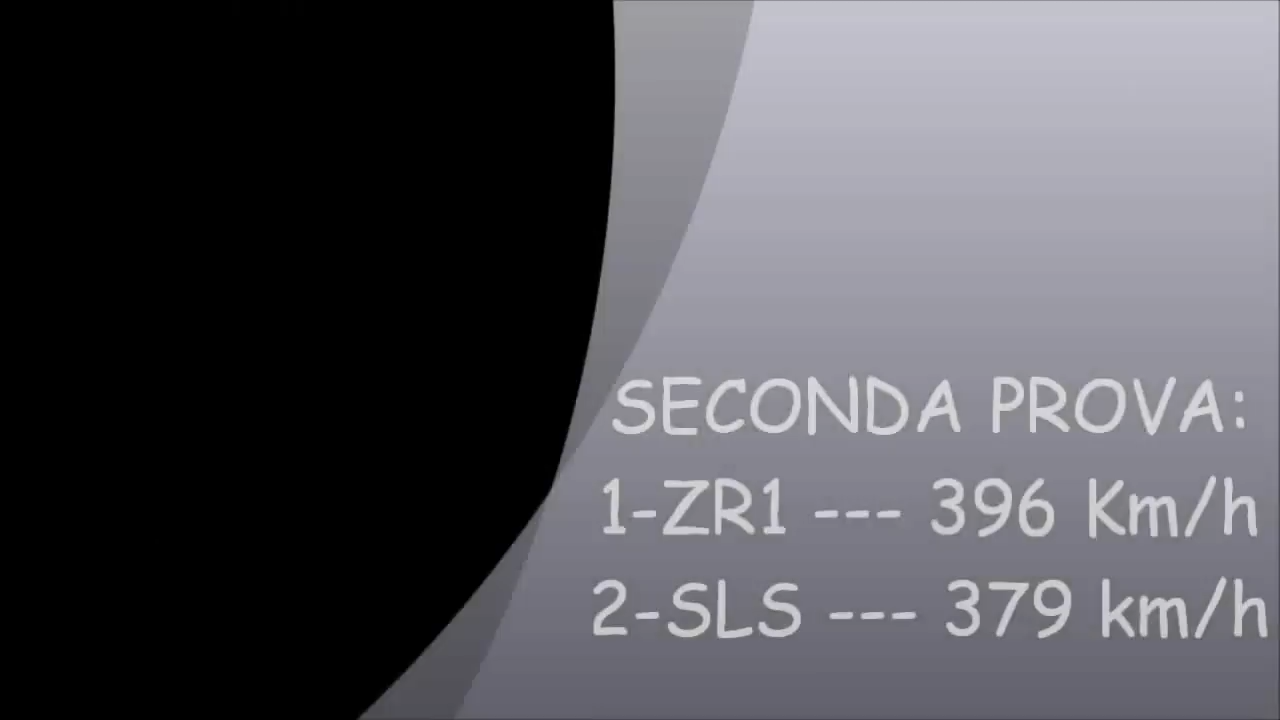 SECONDA PROVA:
1-ZR1 --- 396 Km/h
2-SLS --- 379 km/h